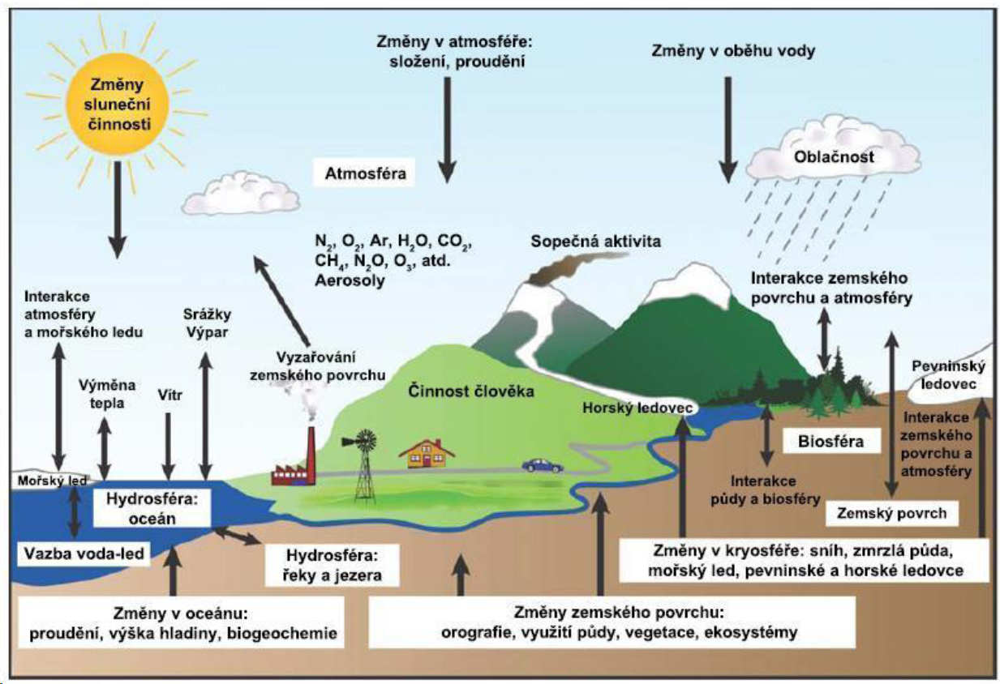 Změny v atmosféře:
složení, proudění
Změny v oběhu vody
Změny
sluneční
činnosti
Oblačnost
Atmosféra
N₂, O₂, Ar, H₂O, CO₂,
CH₄, N₂O, O₃, atd.
Aerosoly
Sopečná aktivita
Interakce zemského
povrchu a atmosféry
Interakce
atmosféry
a mořského ledu
Srážky
Výpar
Vyzařování
zemského povrchu
Výměna
tepla
Vítr
Činnost člověka
Horský ledovec
Pevninský
ledovec
Biosféra
Interakce
zemského
povrchu a
atmosféry
Interakce
půdy a biosféry
Zemský povrch
Mořský led
Hydrosféra:
oceán
Vazba voda-led
Hydrosféra:
řeky a jezera
Změny v kryosféře: sníh, zmrzlá půda,
mořský led, pevninské a horské ledovce
Změny v oceánu:
proudění, výška hladiny, biogeochemie
Změny zemského povrchu:
orografie, využití půdy, vegetace, ekosystémy